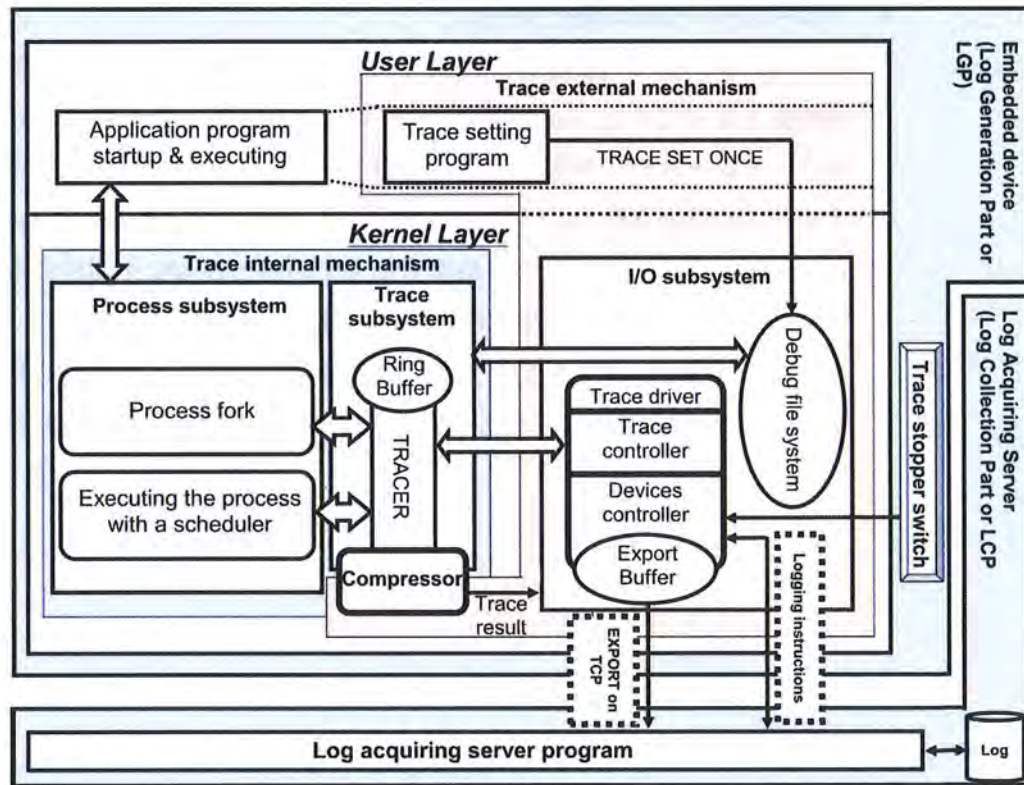 User Layer
Trace external mechanism
Application program
startup & executing
Trace setting
program
TRACE SET ONCE
Kernel Layer
Trace internal mechanism
Process subsystem
Trace
subsystem
I/O subsystem
Ring
Buffer
Process fork
TRACER
Executing the process
with a scheduler
Compressor
Trace
result
Trace driver
Trace
controller
Devices
controller
Export
Buffer
Debug file system
Trace stopper
switch
Embedded device
(Log Generation Part or
LGP)
Log Acquiring Server
(Log Collection Part or LCP
EXPORT on
TCP
Logging instructions
Log acquiring server program
Log